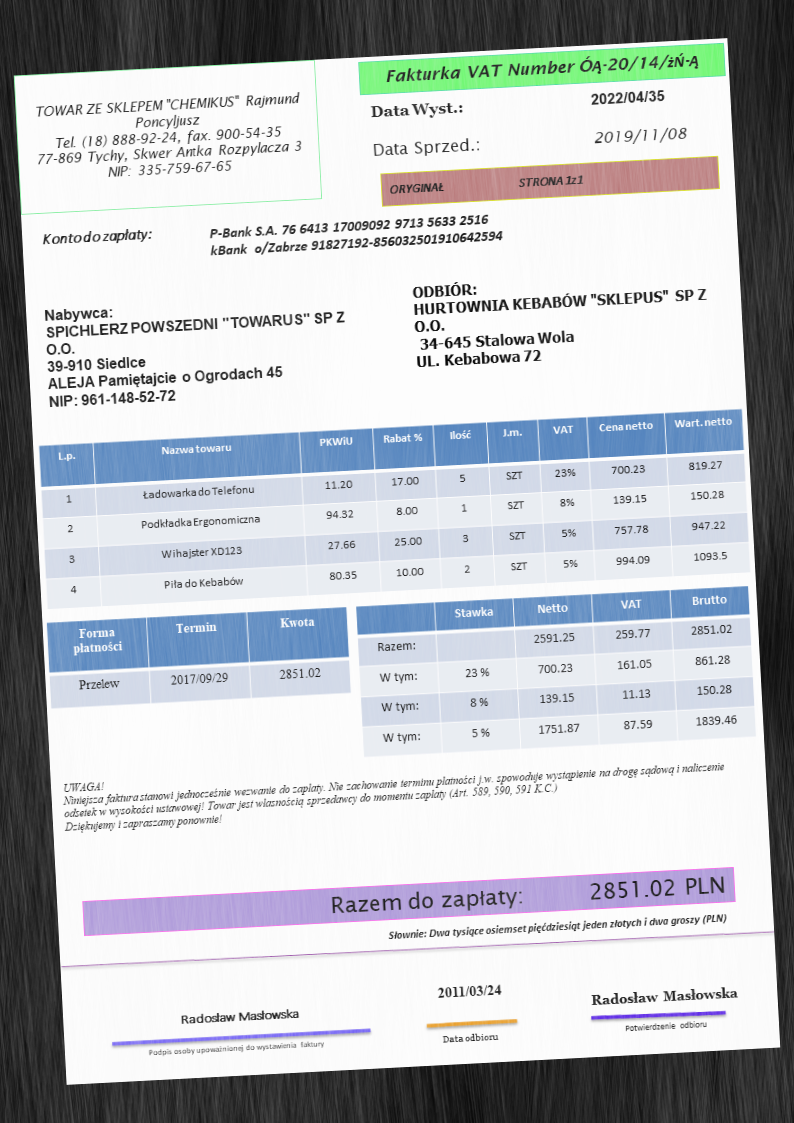 TOWAR ZE SKLEPEM "CHEMIKUS" Rajmund
Poncyljusz
Tel. (18) 888-92-24, fax. 900-54-35
77-869 Tychy, Skwer Antka Rozpylacza 3
NIP: 335-759-67-65
Fakturka VAT Number ÓĄ-20/14/żŃ-Ą
Data Wyst.: 2022/04/35
Data Sprzed.: 2019/11/08
ORYGINAŁ STRONA 1z1
Konto do zapłaty: P-Bank S.A. 76 6413 17009092 9713 5633 2516
kBank o/Zabrze 91827192-856032501910642594
Nabywca:
SPICHLERZ POWSZEDNI "TOWARUS" SP Z
O.O.
39-910 Siedlce
ALEJA Pamiętajcie o Ogrodach 45
NIP: 961-148-52-72
ODBIÓR:
HURTOWNIA KEBABÓW "SKLEPUS" SP Z
O.O.
34-645 Stalowa Wola
UL. Kebabowa 72
L.p. Nazwa towaru PKWiU Rabat % Ilość J.m. VAT Cena netto Wart. netto
1 Ładowarka do Telefonu 11.20 17.00 5 SZT 23% 700.23 819.27
2 Podkładka Ergonomiczna 94.32 8.00 1 SZT 8% 139.15 150.28
3 Wihajster XD123 27.66 25.00 3 SZT 5% 757.78 947.22
4 Piła do Kebabów 80.35 10.00 2 SZT 5% 994.09 1093.5
Forma płatności Termin Kwota
Przelew 2017/09/29 2851.02
Stawka Netto VAT Brutto
Razem: 2591.25 259.77 2851.02
W tym: 23 % 700.23 161.05 861.28
W tym: 8 % 139.15 11.13 150.28
W tym: 5 % 1751.87 87.59 1839.46
UWAGA!
Niniejsza faktura stanowi jednocześnie wezwanie do zapłaty. Nie zachowanie terminu płatności j.w. spowoduje wystąpienie na drogę sądową i naliczenie
odsetek w wysokości ustawowej! Towar jest własnością sprzedawcy do momentu zapłaty (Art. 589, 590, 591 K.C.)
Dziękujemy i zapraszamy ponownie!
Razem do zapłaty: 2851.02 PLN
Słownie: Dwa tysiące osiemset pięćdziesiąt jeden złotych i dwa groszy (PLN)
Radosław Masłowska
Podpis osoby upoważnionej do wystawienia faktury
2011/03/24
Data odbioru
Radosław Masłowska
Potwierdzenie odbioru